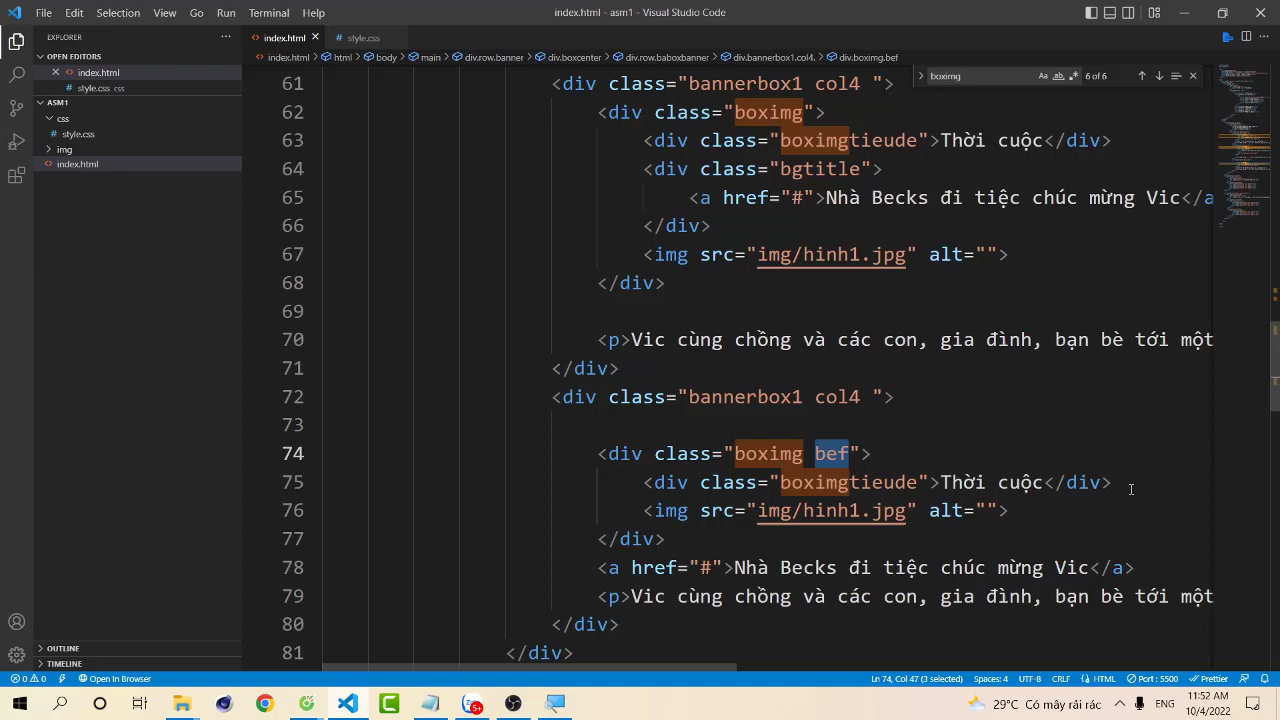 File Edit Selection View Go Run Terminal Help
index.html - asm1 - Visual Studio Code
EXPLORER
index.html
style.css
OPEN EDITORS
index.html
style.css css
ASM1
css
style.css
img
index.html
index.html > html > body > main > div.row.banner > div.boxcenter > div.row.baboxbanner > div.bannerbox1.col4. > div.boximg.bef
boximg
Aa ab .*
6 of 6
61 <div class="bannerbox1 col4 ">
62 <div class="boximg">
63 <div class="boximgtieude">Thời cuộc</div>
64 <div class="bgtitle">
65 <a href="#">Nhà Becks đi tiệc chúc mừng Vic</a
66 </div>
67 <img src="img/hinh1.jpg" alt="">
68 </div>
69
70 <p>Vic cùng chồng và các con, gia đình, bạn bè tới một
71 </div>
72 <div class="bannerbox1 col4 ">
73
74 <div class="boximg bef">
75 <div class="boximgtieude">Thời cuộc</div>
76 <img src="img/hinh1.jpg" alt="">
77 </div>
78 <a href="#">Nhà Becks đi tiệc chúc mừng Vic</a>
79 <p>Vic cùng chồng và các con, gia đình, bạn bè tới một
80 </div>
81 </div>
OUTLINE
TIMELINE
0 0 Open In Browser
Ln 74, Col 47 (3 selected) Spaces: 4 UTF-8 CRLF HTML Port : 5500 Prettier
5+
29°C Có mây rải rác
11:52 AM
10/4/2022
2